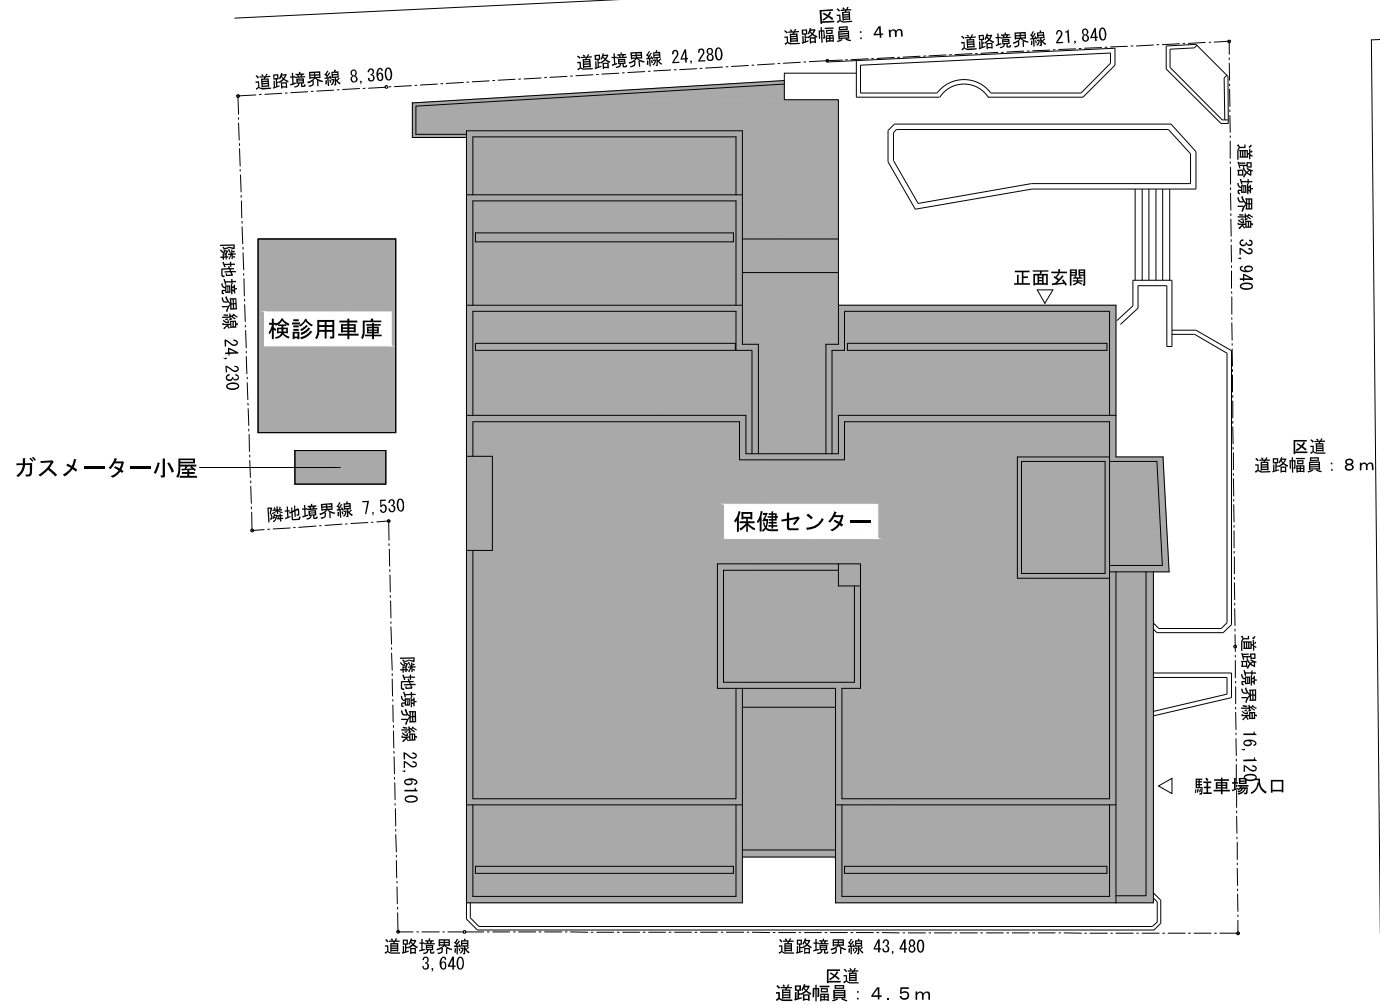 区道
道路幅員：４ｍ
道路境界線 21,840
道路境界線 24,280
道路境界線 8,360
道路境界線 32,940
隣地境界線 24,230
正面玄関
検診用車庫
区道
道路幅員：８ｍ
ガスメーター小屋
隣地境界線 7,530
保健センター
隣地境界線 22,610
道路境界線 16,120
駐車場入口
道路境界線
3,640
道路境界線 43,480
区道
道路幅員：４．５ｍ